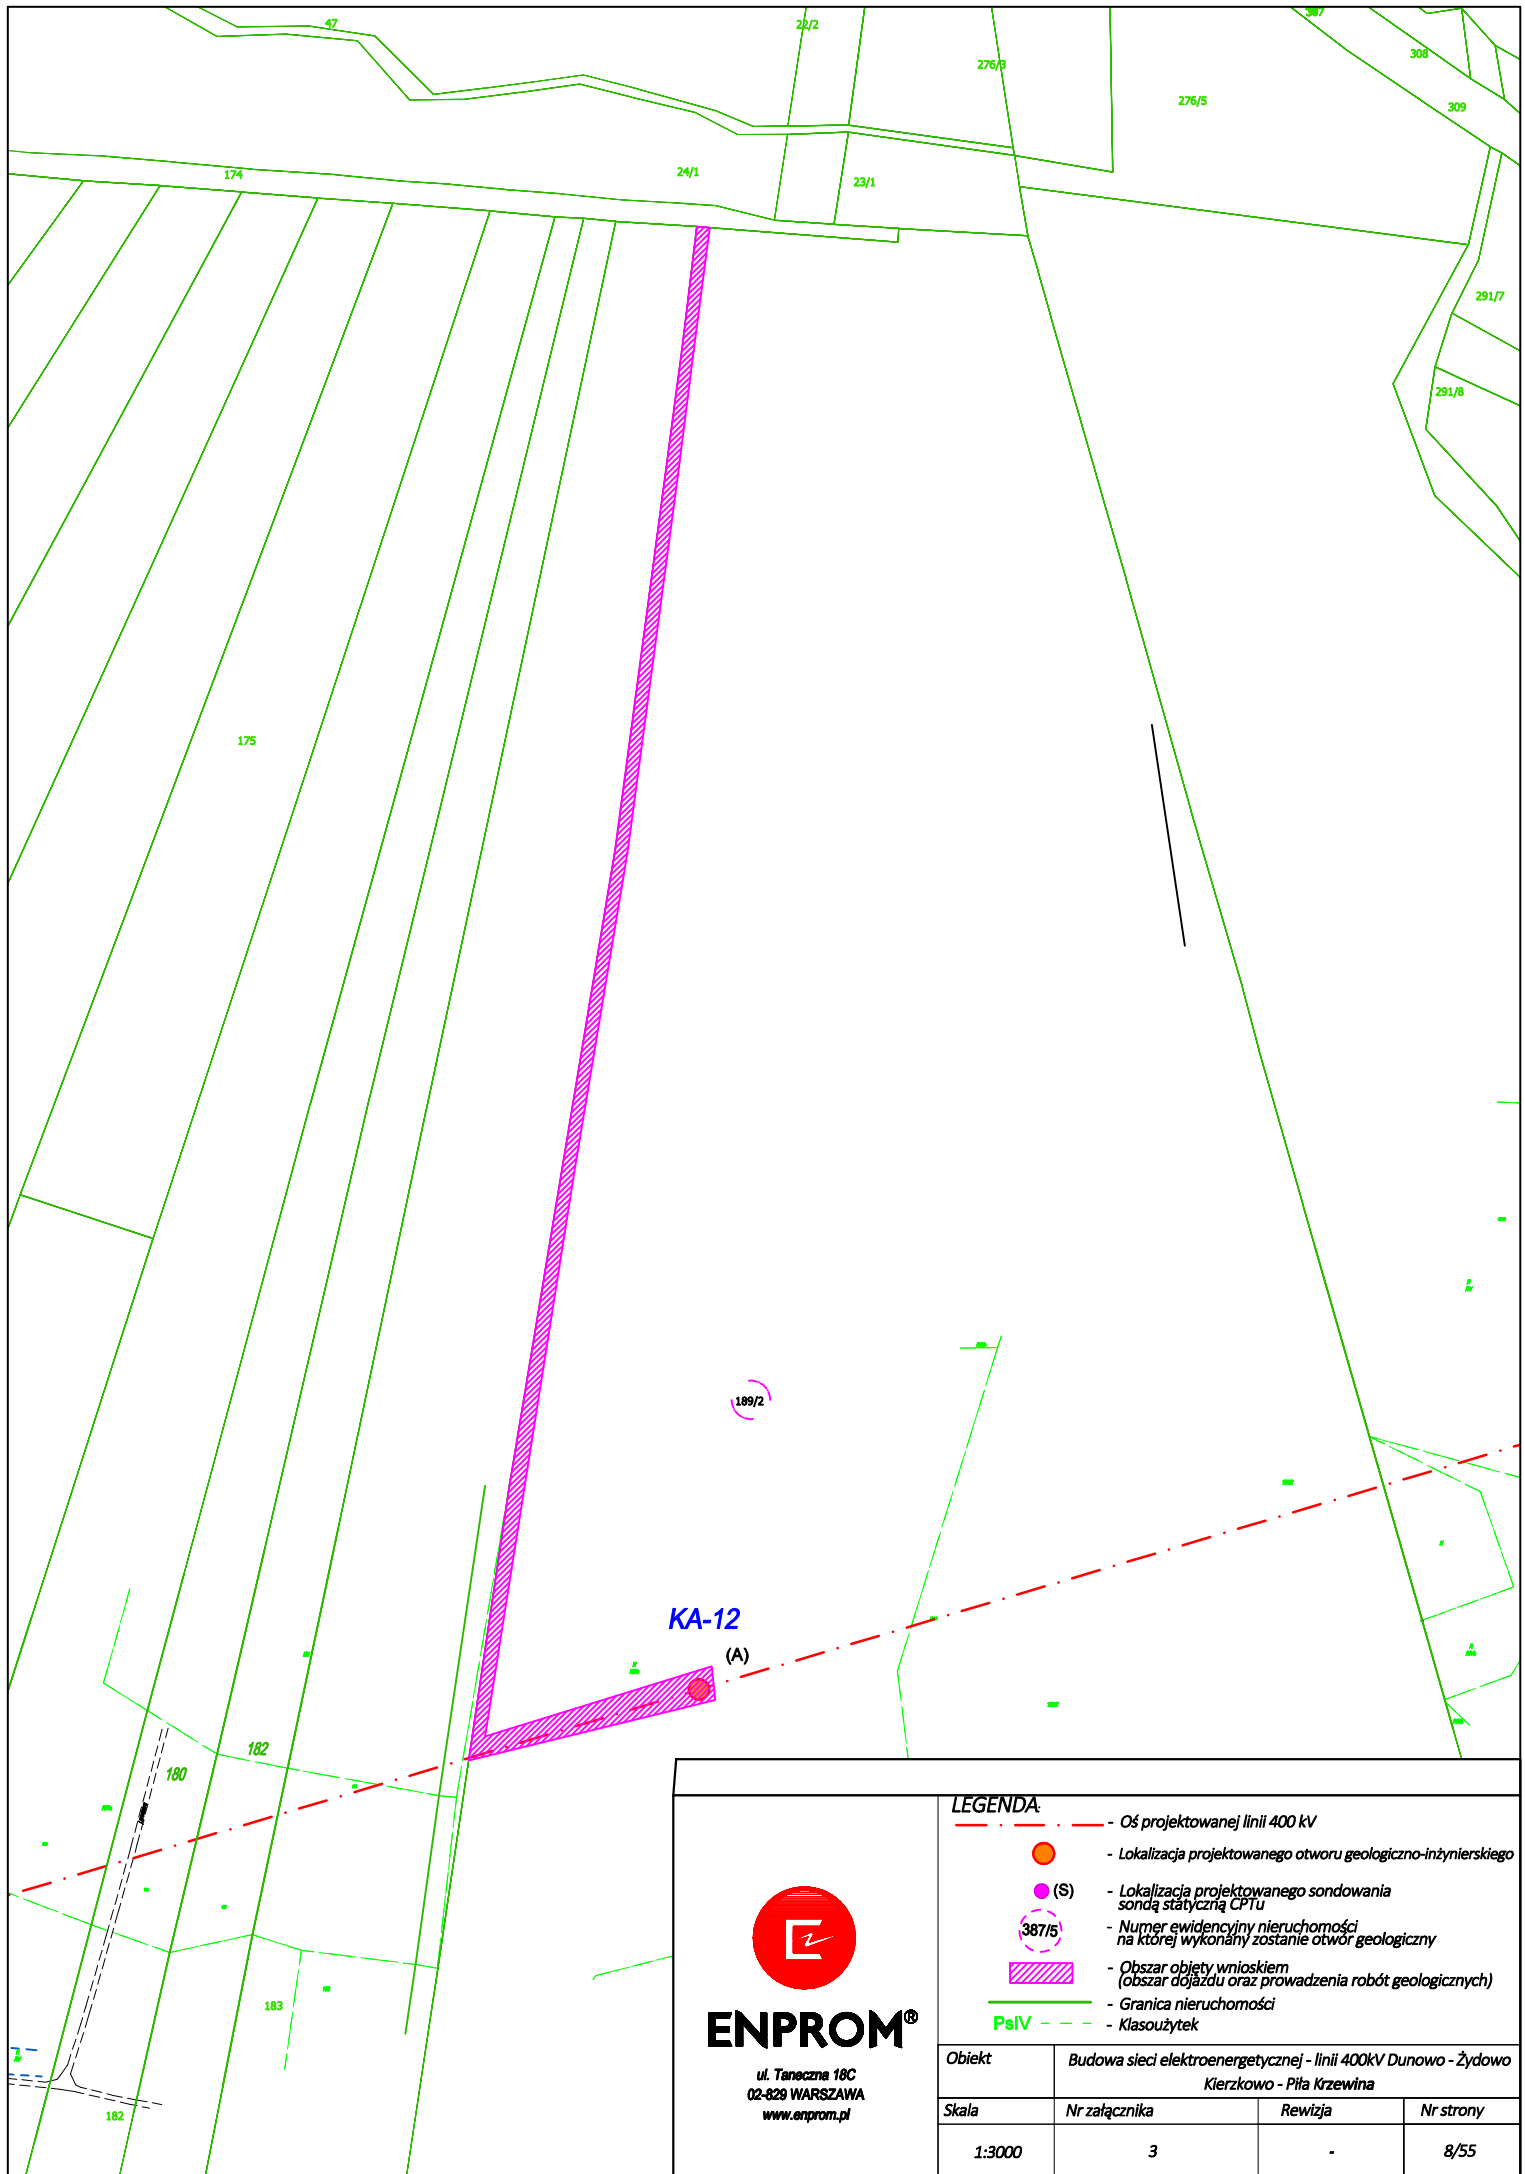 47
22/2
276/3
307
308
309
276/5
174
24/1
23/1
291/7
291/8
175
189/2
KA-12
(A)
182
180
183
182
LEGENDA:
- Oś projektowanej linii 400 kV
- Lokalizacja projektowanego otworu geologiczno-inżynierskiego
(S) - Lokalizacja projektowanego sondowania
sondą statyczną CPTu
387/5 - Numer ewidencyjny nieruchomości
na której wykonany zostanie otwór geologiczny
- Obszar objęty wnioskiem
(obszar dojazdu oraz prowadzenia robót geologicznych)
- Granica nieruchomości
PsIV - Klasoużytek
ENPROM®
ul. Taneczna 18C
02-829 WARSZAWA
www.enprom.pl
Obiekt
Budowa sieci elektroenergetycznej - linii 400kV Dunowo - Żydowo
Kierzkowo - Piła Krzewina
Skala Nr załącznika Rewizja Nr strony
1:3000 3 - 8/55